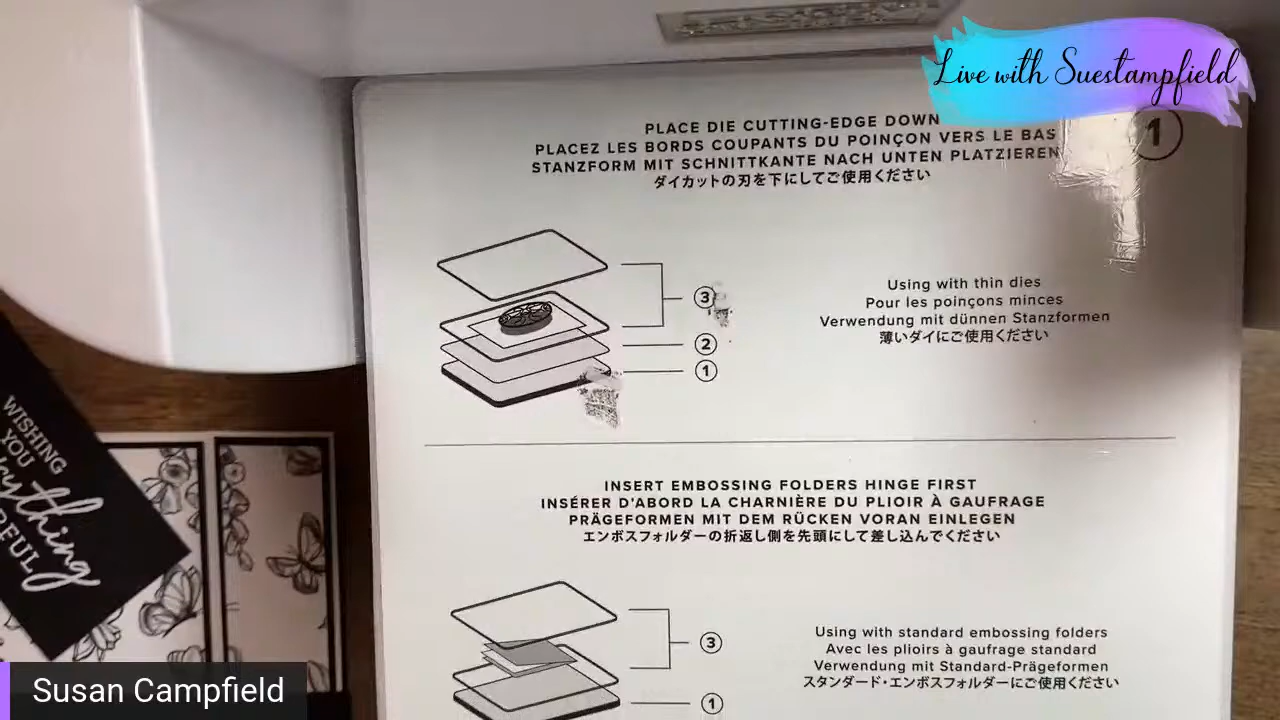 Live with Suestampfield
PLACE DIE CUTTING-EDGE DOWN
PLACEZ LES BORDS COUPANTS DU POINÇON VERS LE BAS
STANZFORM MIT SCHNITTKANTE NACH UNTEN PLATZIEREN
ダイカットの刃を下にしてご使用ください
1
3
2
1
Using with thin dies
Pour les poinçons minces
Verwendung mit dünnen Stanzformen
薄いダイにご使用ください
INSERT EMBOSSING FOLDERS HINGE FIRST
INSÉRER D'ABORD LA CHARNIÈRE DU PLIOIR À GAUFRAGE
PRÄGEFORMEN MIT DEM RÜCKEN VORAN EINLEGEN
エンボスフォルダーの折返し側を先頭にして差し込んでください
3
1
Using with standard embossing folders
Avec les plioirs à gaufrage standard
Verwendung mit Standard-Prägeformen
スタンダード・エンボスフォルダーにご使用ください
WISHING
YOU
Susan Campfield